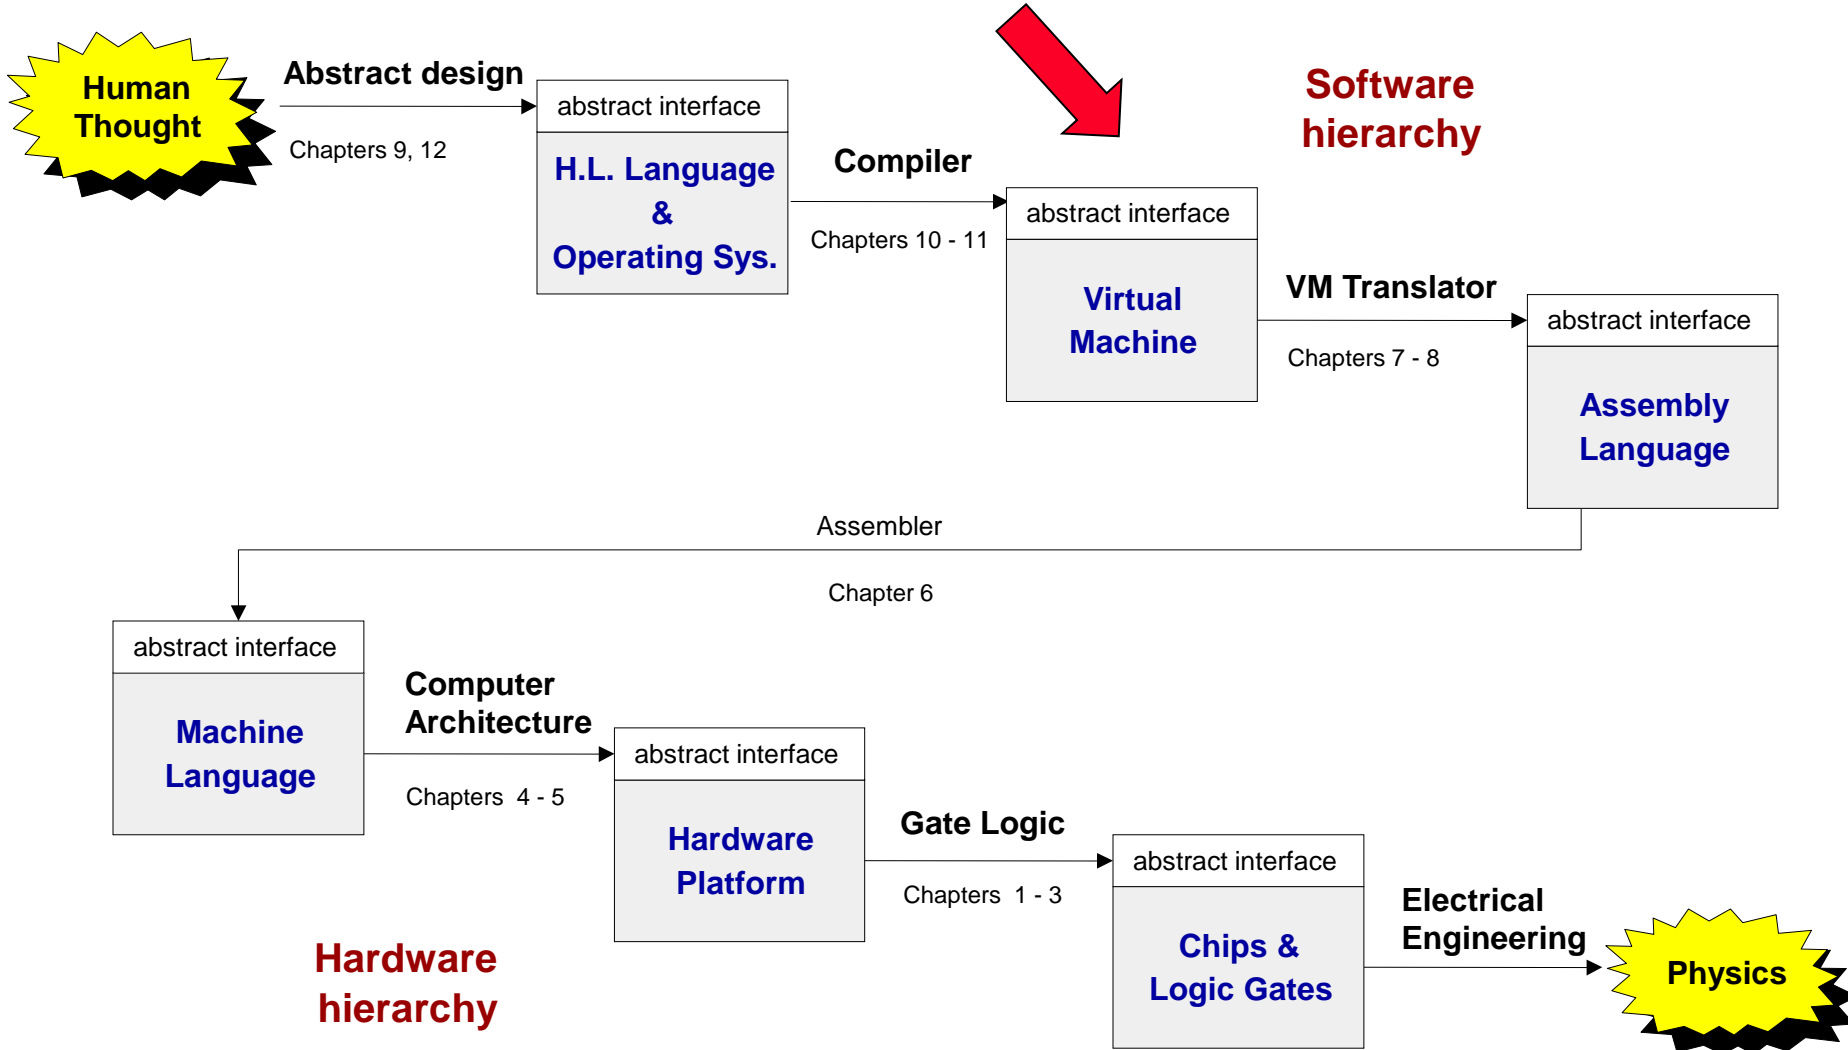 Human
Thought
Abstract design
Chapters 9, 12
abstract interface
H.L. Language
&
Operating Sys.
Compiler
Chapters 10 - 11
Software
hierarchy
abstract interface
Virtual
Machine
VM Translator
Chapters 7 - 8
abstract interface
Assembly
Language
Assembler
Chapter 6
abstract interface
Machine
Language
Computer
Architecture
Chapters 4 - 5
abstract interface
Hardware
Platform
Gate Logic
Chapters 1 - 3
abstract interface
Chips &
Logic Gates
Electrical
Engineering
Physics
Hardware
hierarchy